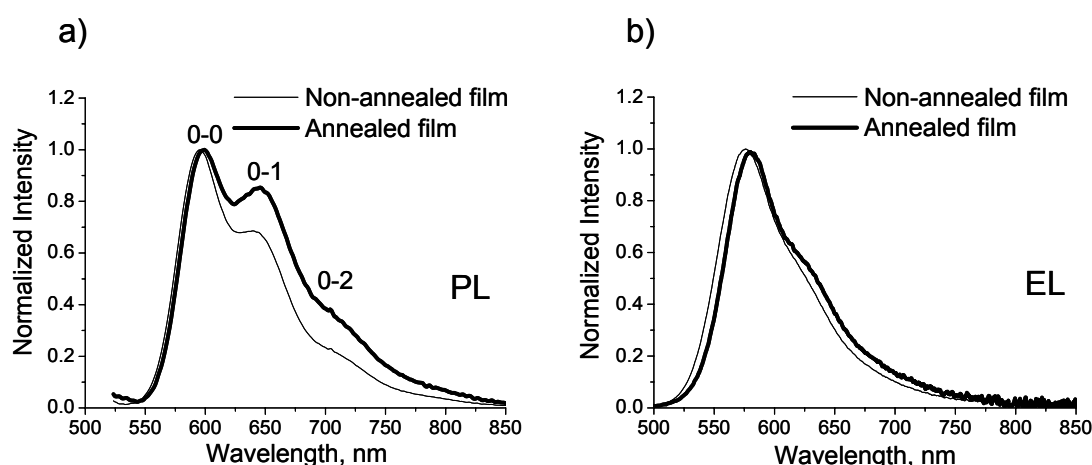 a)
Non-annealed film
Annealed film
1.2
1.0
0.8
0.6
0.4
0.2
0.0
Normalized Intensity
0-0
0-1
0-2
PL
500 550 600 650 700 750 800 850
Wavelength, nm
b)
Non-annealed film
Annealed film
1.2
1.0
0.8
0.6
0.4
0.2
0.0
Normalized Intensity
EL
500 550 600 650 700 750 800 850
Wavelength, nm